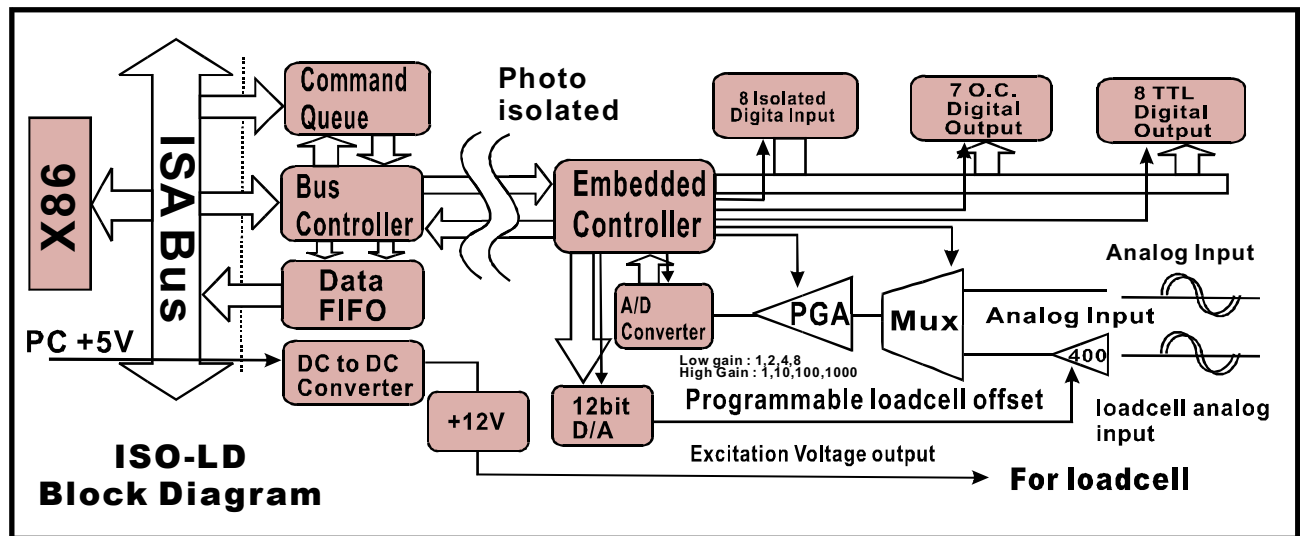 X86
ISA Bus
PC +5V
Command
Queue
Bus
Controller
Data
FIFO
DC to DC
Converter
+12V
Photo
isolated
Embedded
Controller
8 Isolated
Digita Input
7 O.C.
Digital
Output
8 TTL
Digital
Output
A/D
Converter
PGA
Mux
Analog Input
Analog Input
400
Low gain : 1,2,4,8
High Gain : 1,10,100,1000
12bit
D/A
Programmable loadcell offset
loadcell analog
input
Excitation Voltage output
For loadcell
ISO-LD
Block Diagram